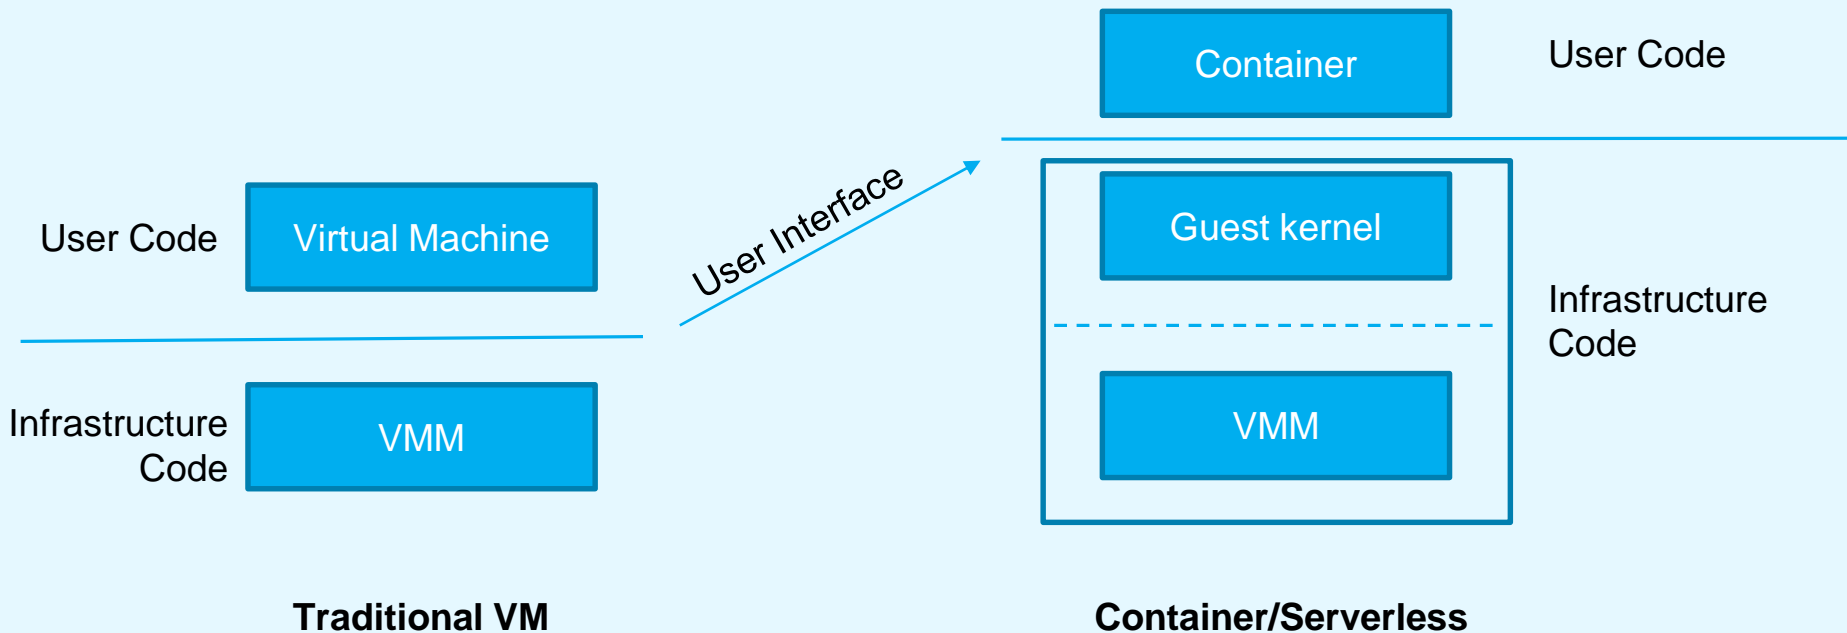 User Code
Virtual Machine
Infrastructure
Code
VMM
Traditional VM
User Interface
Container
User Code
Guest kernel
Infrastructure
Code
VMM
Container/Serverless